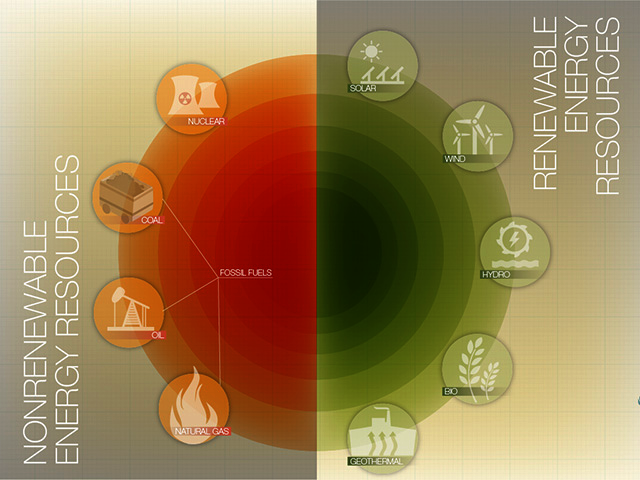 NONRENEWABLE
ENERGY RESOURCES
NUCLEAR
COAL
OIL
NATURAL GAS
FOSSIL FUELS
RENEWABLE
ENERGY
RESOURCES
SOLAR
WIND
HYDRO
BIO
GEOTHERMAL